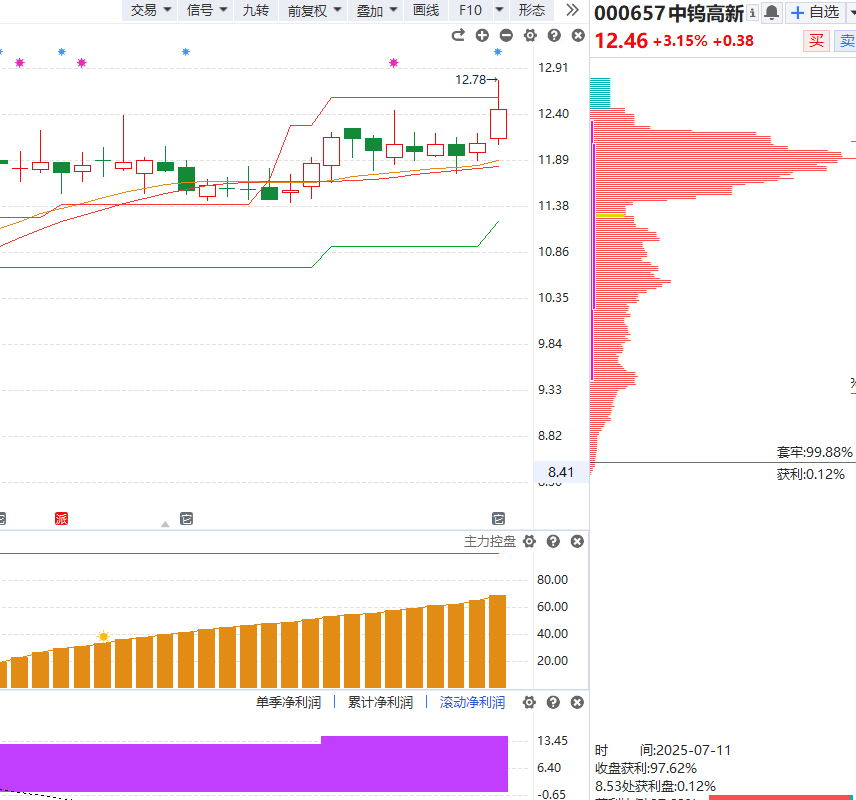 交易 信号 九转 前复权 叠加 画线 F10 形态
000657 中钨高新 自选
12.46 +3.15% +0.38 买 卖
12.91
12.78→
12.40
11.89
11.38
10.86
10.35
9.84
9.33
8.82
套牢:99.88%
8.41
获利:0.12%
派
主力控盘
80.00
60.00
40.00
20.00
单季净利润 累计净利润 滚动净利润
13.45
6.40
-0.65
时 间:2025-07-11
收盘获利:97.62%
8.53处获利盘:0.12%